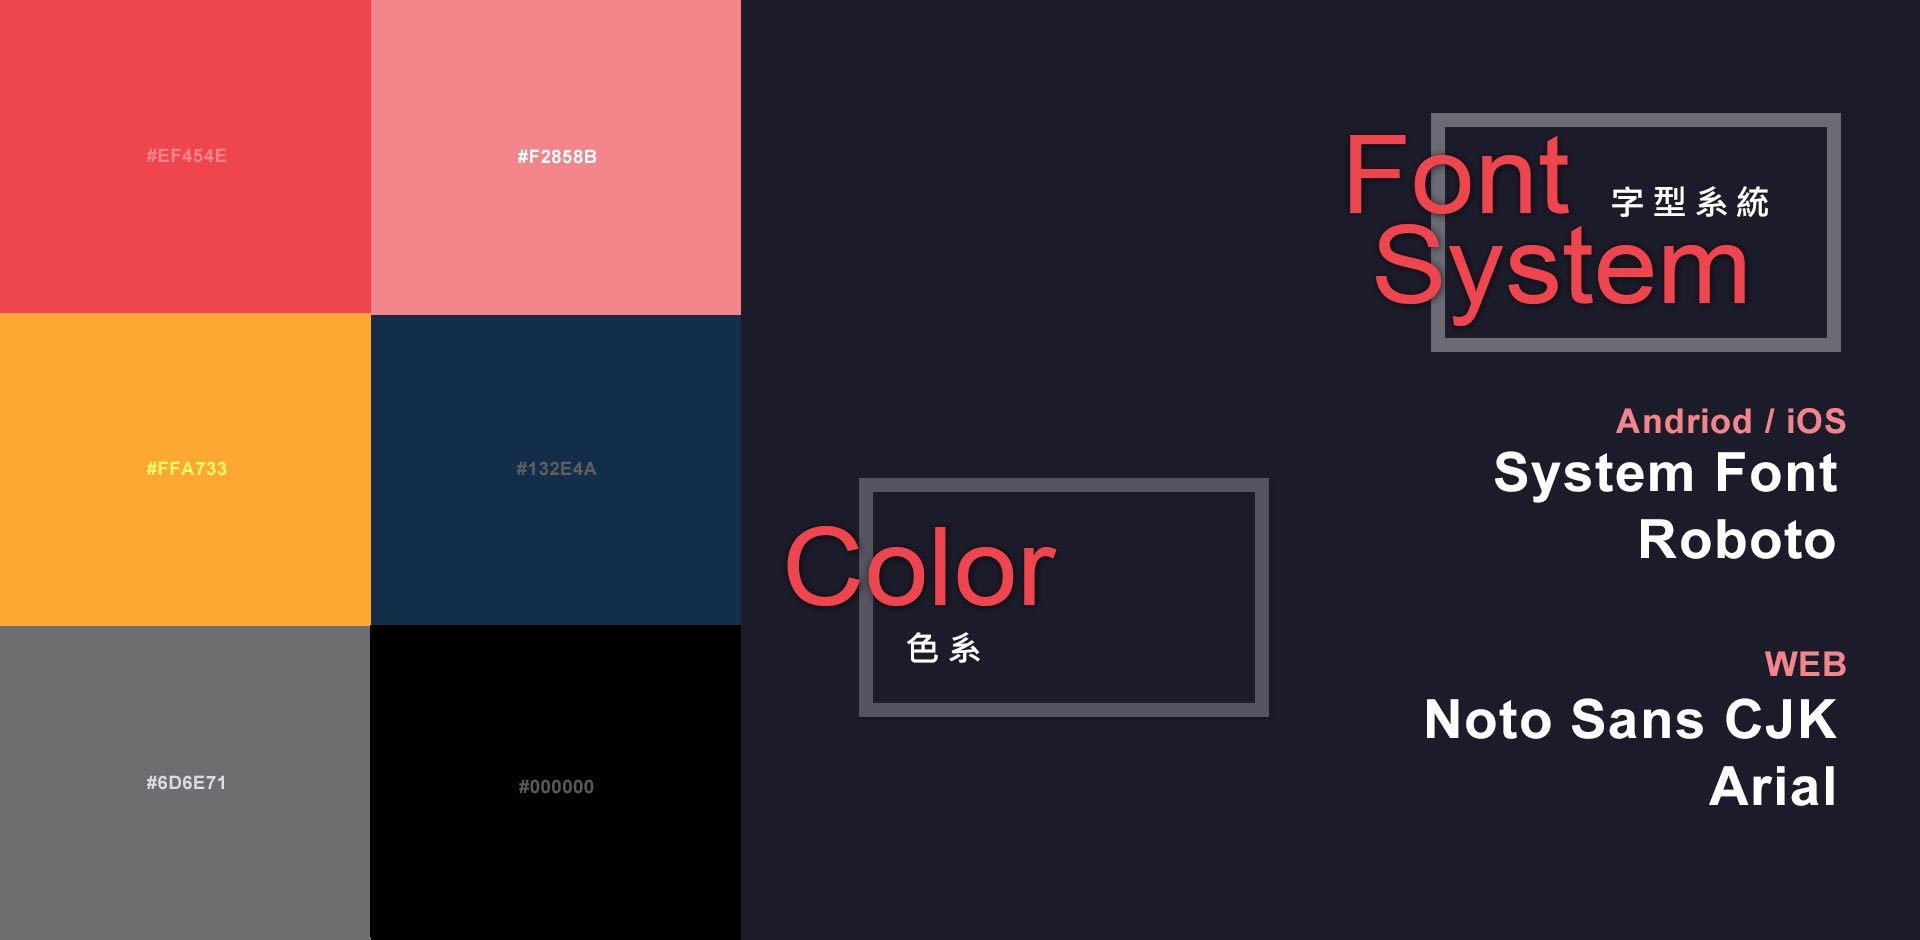 #EF454E
#F2858B
#FFA733
#132E4A
#6D6E71
#000000
Color
色系
Font
字型系統
System
Andriod / iOS
System Font
Roboto
WEB
Noto Sans CJK
Arial